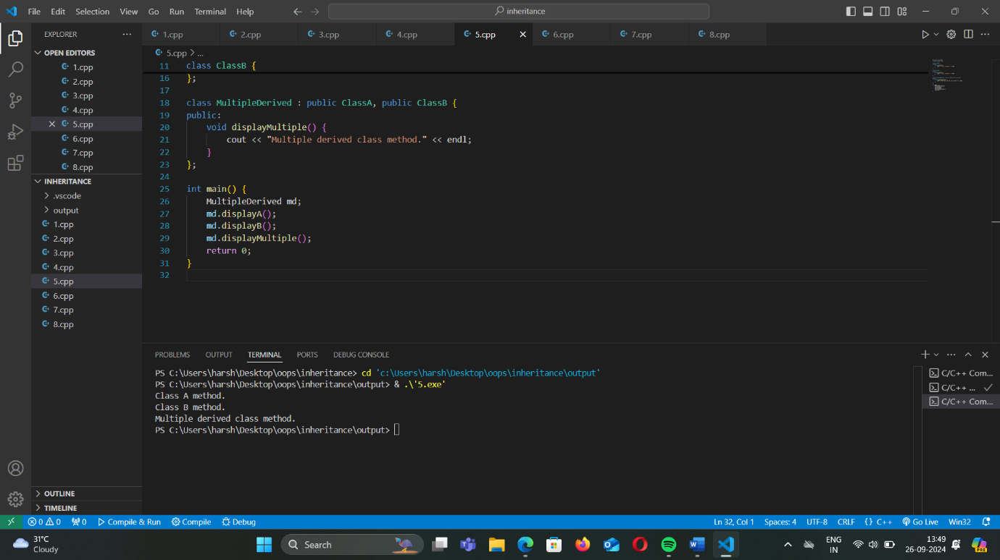 File Edit Selection View Go Run Terminal Help
inheritance
EXPLORER
1.cpp 2.cpp 3.cpp 4.cpp 5.cpp 6.cpp 7.cpp 8.cpp
OPEN EDITORS
1.cpp
2.cpp
3.cpp
4.cpp
5.cpp
6.cpp
7.cpp
8.cpp
INHERITANCE
.vscode
output
1.cpp
2.cpp
3.cpp
4.cpp
5.cpp
6.cpp
7.cpp
8.cpp
OUTLINE
TIMELINE
5.cpp > ...
11 class ClassB {
16 };
17
18 class MultipleDerived : public ClassA, public ClassB {
19 public:
20 void displayMultiple() {
21 cout << "Multiple derived class method." << endl;
22 }
23 };
24
25 int main() {
26 MultipleDerived md;
27 md.displayA();
28 md.displayB();
29 md.displayMultiple();
30 return 0;
31 }
32
PROBLEMS OUTPUT TERMINAL PORTS DEBUG CONSOLE
PS C:\Users\harsh\Desktop\oops\inheritance> cd 'c:\Users\harsh\Desktop\oops\inheritance\output'
PS C:\Users\harsh\Desktop\oops\inheritance\output> & .\'5.exe'
Class A method.
Class B method.
Multiple derived class method.
PS C:\Users\harsh\Desktop\oops\inheritance\output>
C/C++ Com...
C/C++ ...
C/C++ Com...
0 0 0 Compile & Run Compile Debug
Ln 32, Col 1 Spaces: 4 UTF-8 CRLF {} C++ Go Live Win32
31°C
Cloudy
Search
ENG
IN
13:49
26-09-2024
PRE